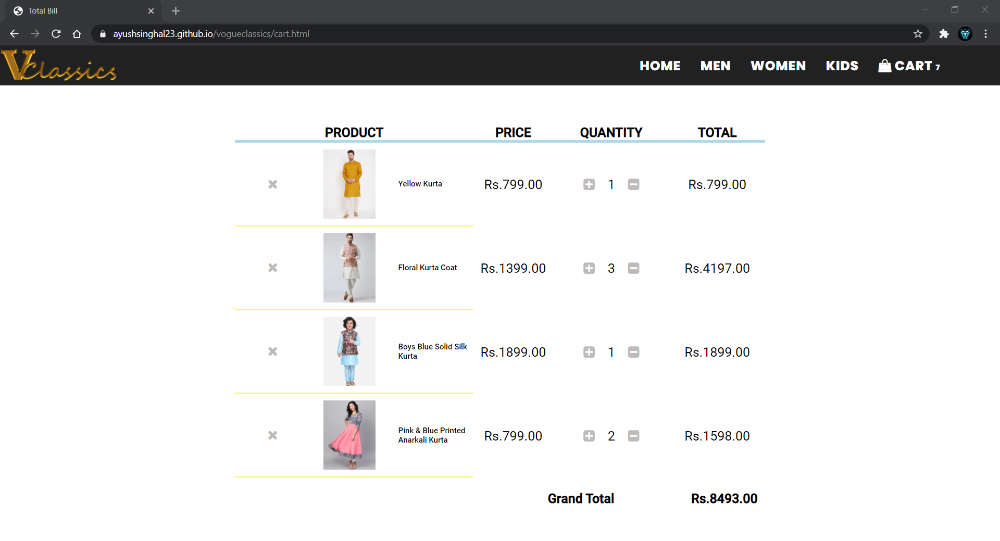 Total Bill
ayushsinghal23.github.io/vogueclassics/cart.html
VClassics
HOME MEN WOMEN KIDS CART 7
PRODUCT PRICE QUANTITY TOTAL
Yellow Kurta Rs.799.00 1 Rs.799.00
Floral Kurta Coat Rs.1399.00 3 Rs.4197.00
Boys Blue Solid Silk
Kurta Rs.1899.00 1 Rs.1899.00
Pink & Blue Printed
Anarkali Kurta Rs.799.00 2 Rs.1598.00
Grand Total Rs.8493.00